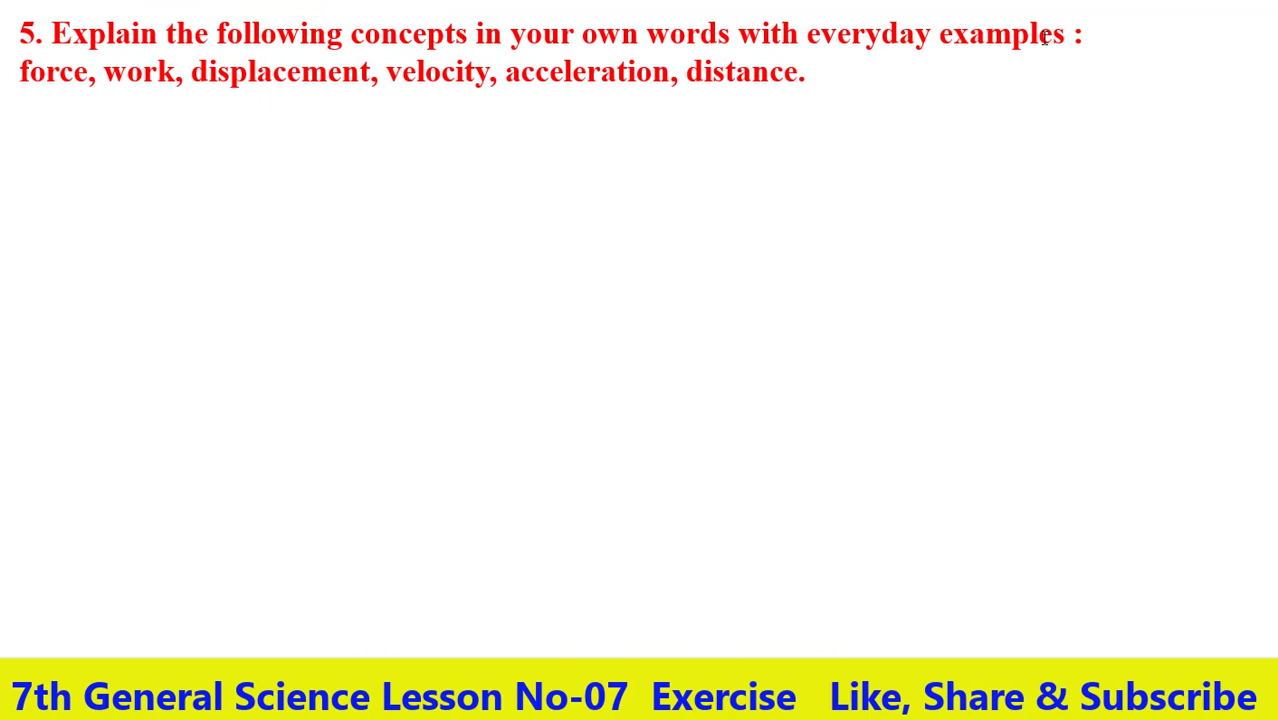 5. Explain the following concepts in your own words with everyday examples :
force, work, displacement, velocity, acceleration, distance.
7th General Science Lesson No-07 Exercise Like, Share & Subscribe